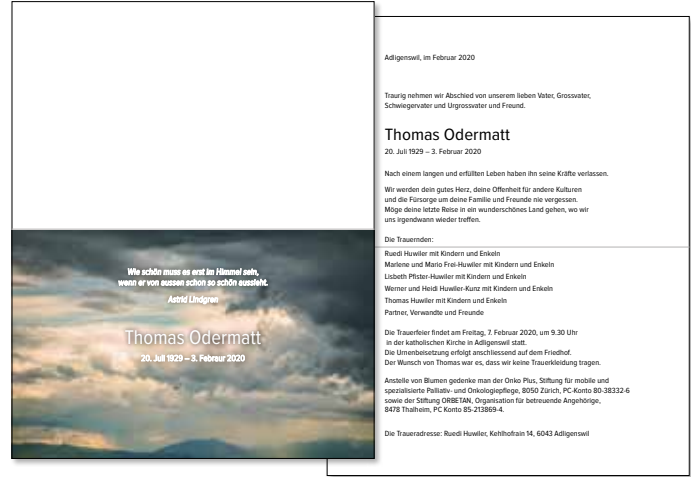 Wie schön muss es erst im Himmel sein,
wenn er von aussen schon so schön aussieht.
Astrid Lindgren
Thomas Odermatt
20. Juli 1929 – 3. Februar 2020
Adligenswil, im Februar 2020
Traurig nehmen wir Abschied von unserem lieben Vater, Grossvater,
Schwiegervater und Urgrossvater und Freund.
Thomas Odermatt
20. Juli 1929 – 3. Februar 2020
Nach einem langen und erfüllten Leben haben ihn seine Kräfte verlassen.
Wir werden dein gutes Herz, deine Offenheit für andere Kulturen
und die Fürsorge um deine Familie und Freunde nie vergessen.
Möge deine letzte Reise in ein wunderschönes Land gehen, wo wir
uns irgendwann wieder treffen.
Die Trauernden:
Ruedi Huwiler mit Kindern und Enkeln
Marlene und Mario Frei-Huwiler mit Kindern und Enkeln
Lisbeth Pfister-Huwiler mit Kindern und Enkeln
Werner und Heidi Huwiler-Kunz mit Kindern und Enkeln
Thomas Huwiler mit Kindern und Enkeln
Partner, Verwandte und Freunde
Die Trauerfeier findet am Freitag, 7. Februar 2020, um 9.30 Uhr
in der katholischen Kirche in Adligenswil statt.
Die Urnenbeisetzung erfolgt anschliessend auf dem Friedhof.
Der Wunsch von Thomas war es, dass wir keine Trauerkleidung tragen.
Anstelle von Blumen gedenke man der Onko Plus, Stiftung für mobile und
spezialisierte Palliativ- und Onkologiepflege, 8050 Zürich, PC-Konto 80-38332-6
sowie der Stiftung ORBETAN, Organisation für betreuende Angehörige,
8478 Thalheim, PC Konto 85-213869-4.
Die Traueradresse: Ruedi Huwiler, Kehlhofrain 14, 6043 Adligenswil